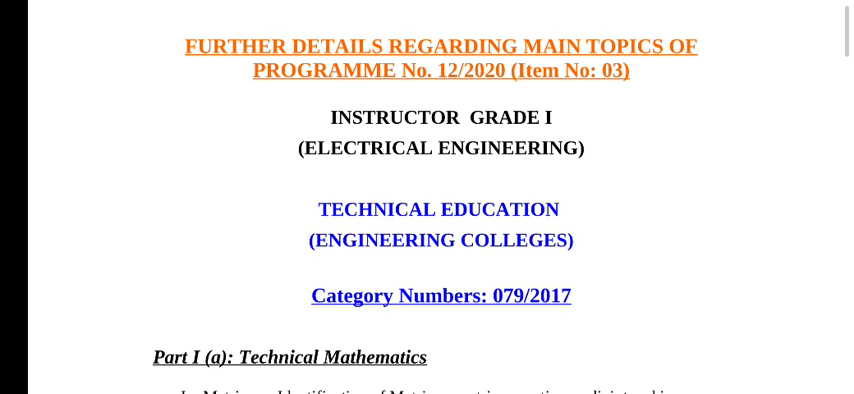 FURTHER DETAILS REGARDING MAIN TOPICS OF
PROGRAMME No. 12/2020 (Item No: 03)
INSTRUCTOR GRADE I
(ELECTRICAL ENGINEERING)
TECHNICAL EDUCATION
(ENGINEERING COLLEGES)
Category Numbers: 079/2017
Part I (a): Technical Mathematics